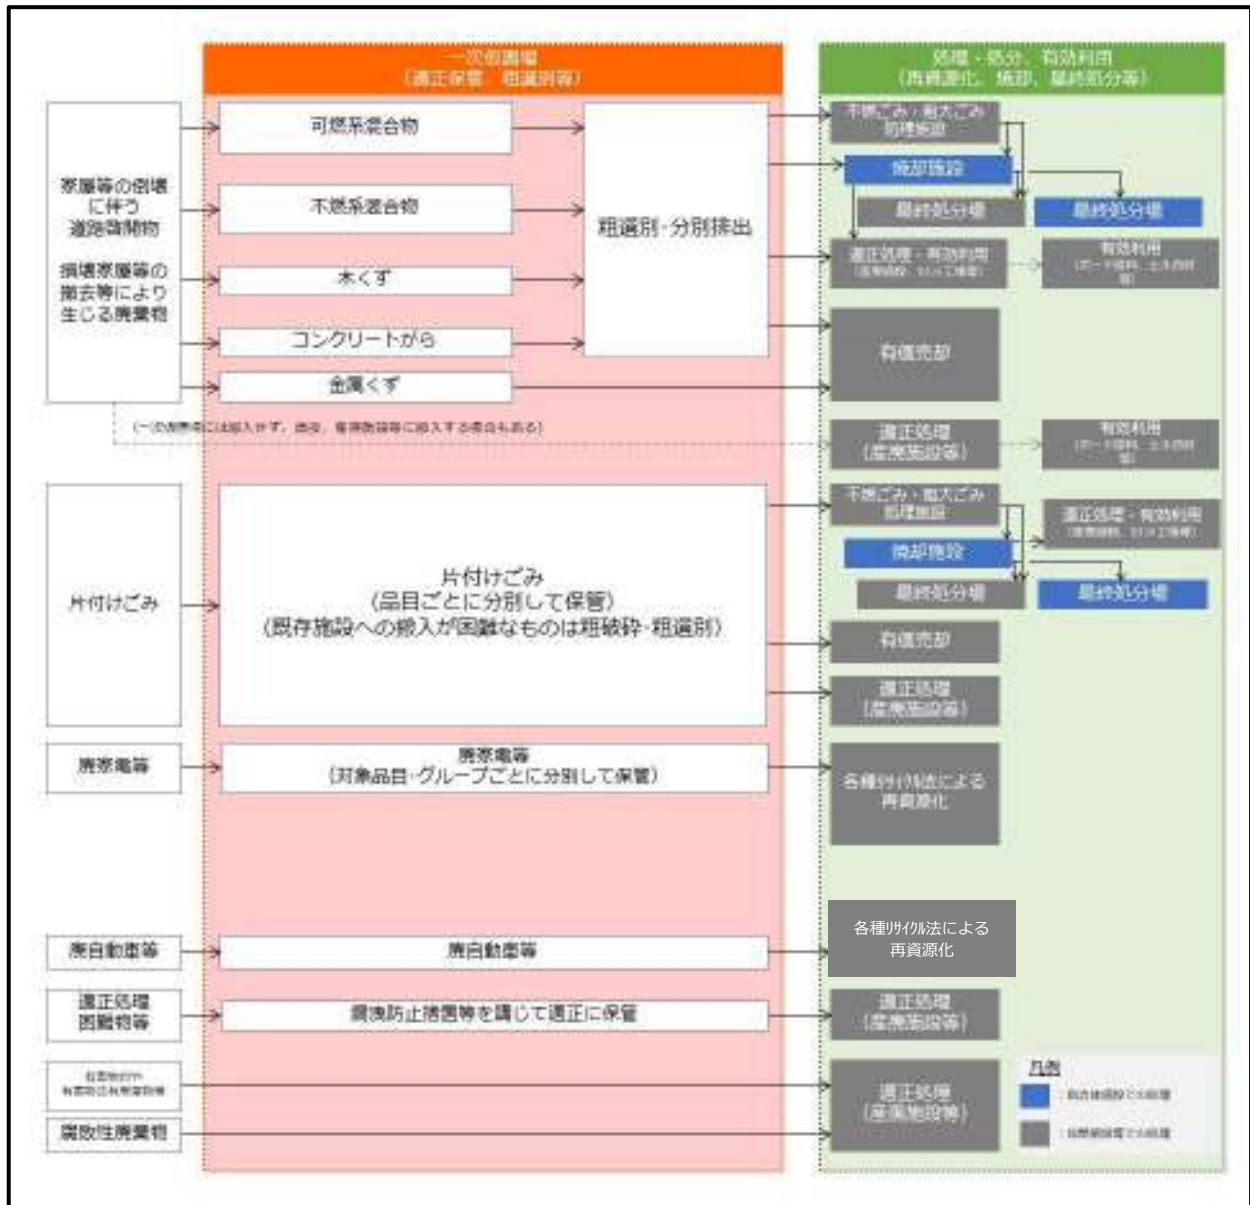 一次仮置場
(適正保管、粗選別等)
処理・処分、有効利用
(再資源化、焼却、最終処分等)
家屋等の倒壊
に伴う
道路啓開物
損壊家屋等の
撤去等により
生じる廃棄物
可燃系混合物
不燃系混合物
木くず
コンクリートがら
金属くず
粗選別・分別排出
不燃ごみ・粗大ごみ
処理施設
焼却施設
最終処分場
最終処分場
適正処理・有効利用
有効利用
有価売却
適正処理
(産廃施設等)
有効利用
片付けごみ
片付けごみ
(品目ごとに分別して保管)
(既存施設への搬入が困難なものは粗破砕・粗選別)
不燃ごみ・粗大ごみ
処理施設
焼却施設
最終処分場
適正処理・有効利用
最終処分場
有価売却
適正処理
(産廃施設等)
廃家電等
廃家電等
(対象品目・グループごとに分別して保管)
各種リサイクル法による
再資源化
廃自動車等
廃自動車等
各種リサイクル法による
再資源化
適正処理
困難物等
漏洩防止措置等を講じて適正に保管
適正処理
(産廃施設等)
腐敗性廃棄物
適正処理
(産廃施設等)
凡例